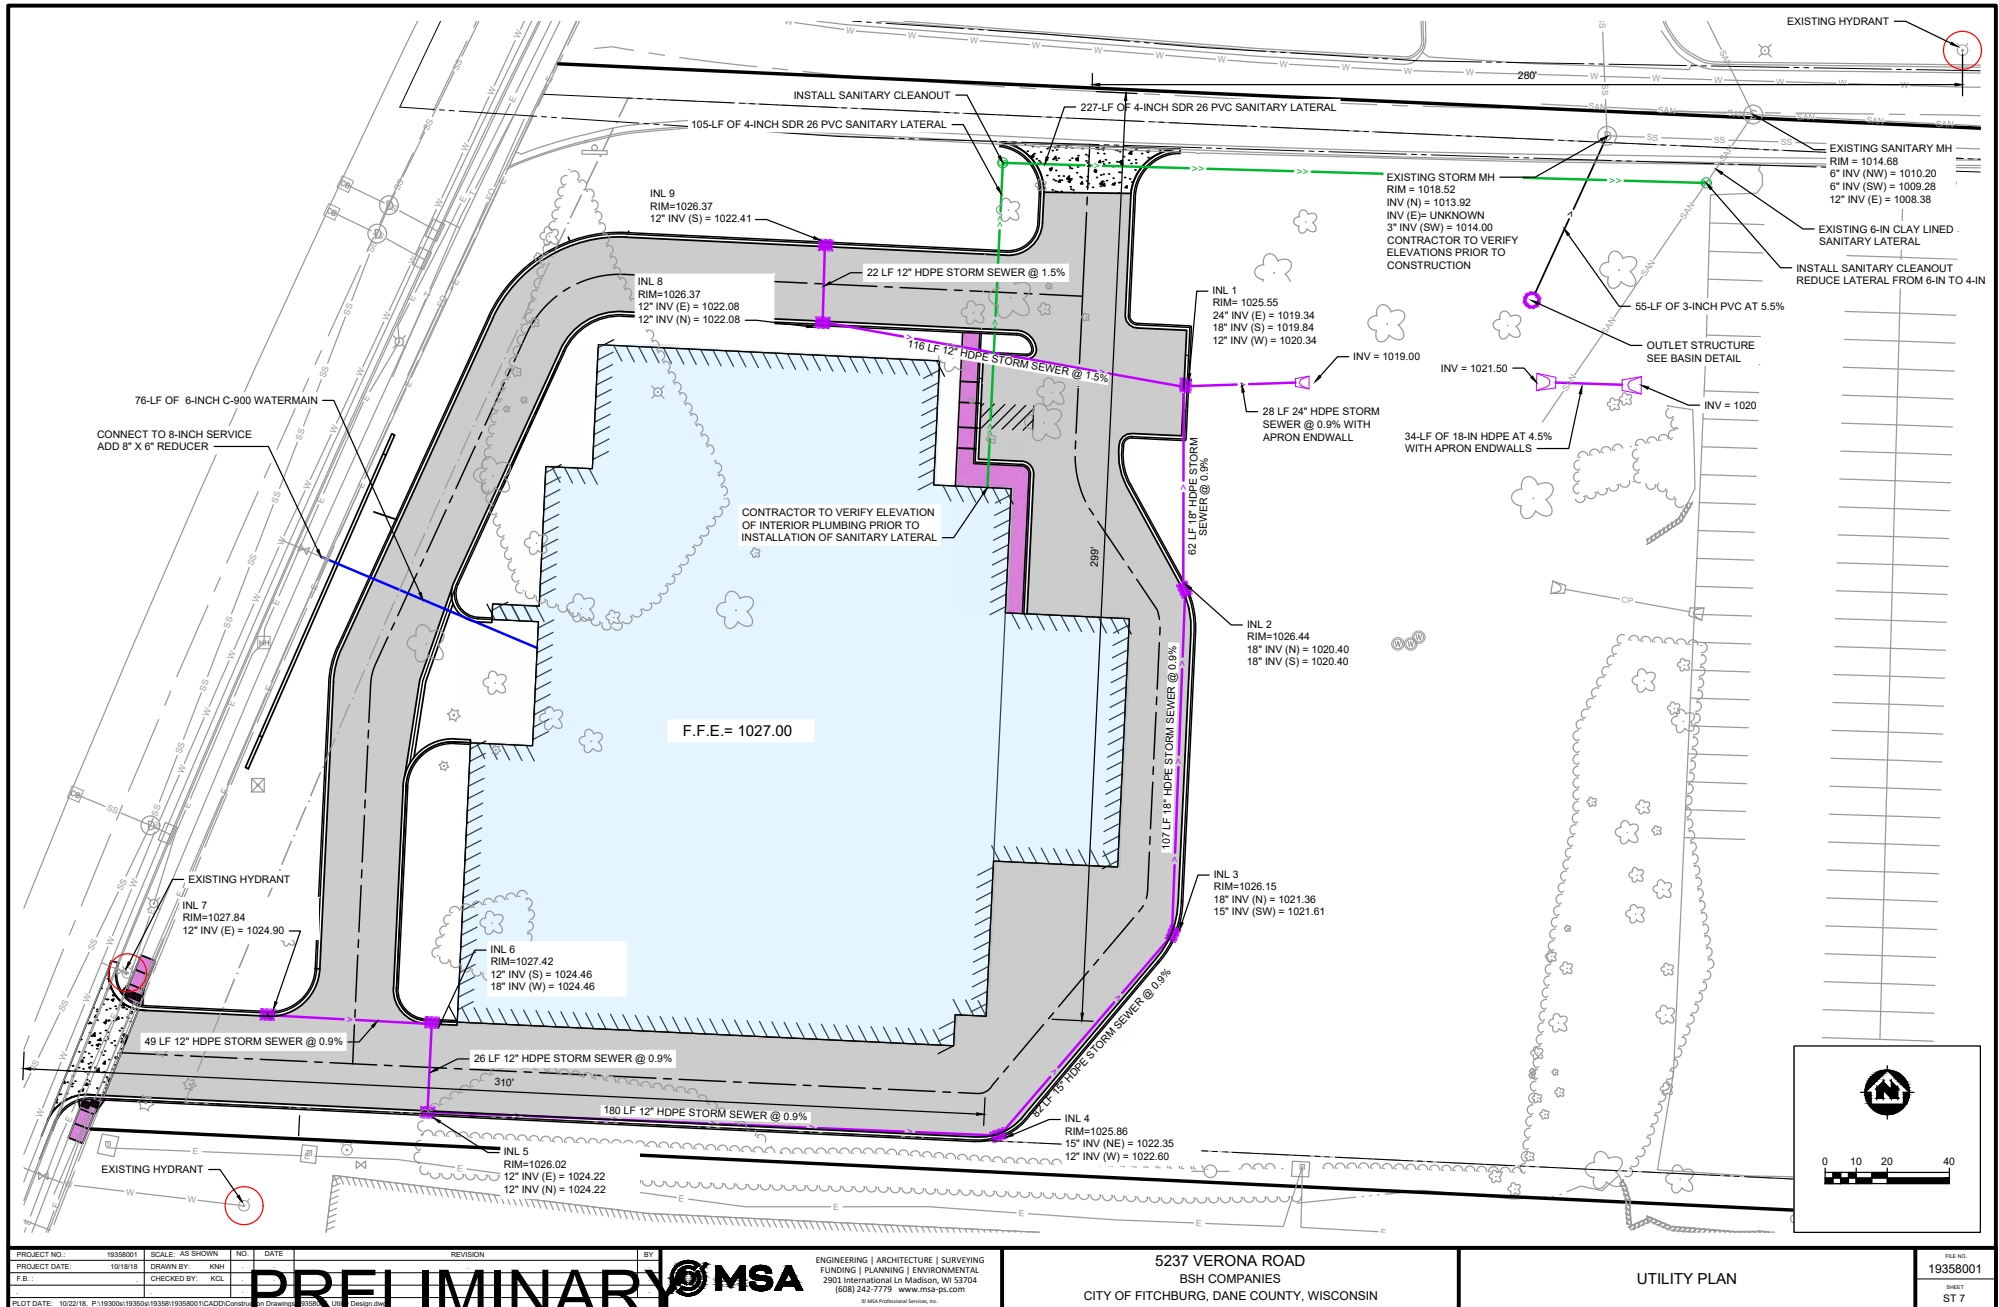 EXISTING HYDRANT
280'
INSTALL SANITARY CLEANOUT
227-LF OF 4-INCH SDR 26 PVC SANITARY LATERAL
105-LF OF 4-INCH SDR 26 PVC SANITARY LATERAL
EXISTING SANITARY MH
RIM = 1014.68
6" INV (NW) = 1010.20
6" INV (SW) = 1009.28
12" INV (E) = 1008.38
EXISTING STORM MH
RIM = 1018.52
INV (N) = 1013.92
INV (E)= UNKNOWN
3" INV (SW) = 1014.00
CONTRACTOR TO VERIFY
ELEVATIONS PRIOR TO
CONSTRUCTION
EXISTING 6-IN CLAY LINED
SANITARY LATERAL
INSTALL SANITARY CLEANOUT
REDUCE LATERAL FROM 6-IN TO 4-IN
INL 9
RIM=1026.37
12" INV (S) = 1022.41
22 LF 12" HDPE STORM SEWER @ 1.5%
INL 8
RIM=1026.37
12" INV (E) = 1022.08
12" INV (N) = 1022.08
116 LF 12" HDPE STORM SEWER @ 1.5%
INL 1
RIM= 1025.55
24" INV (E) = 1019.34
18" INV (S) = 1019.84
12" INV (W) = 1020.34
55-LF OF 3-INCH PVC AT 5.5%
OUTLET STRUCTURE
SEE BASIN DETAIL
INV = 1019.00
INV = 1021.50
INV = 1020
28 LF 24" HDPE STORM
SEWER @ 0.9% WITH
APRON ENDWALL
34-LF OF 18-IN HDPE AT 4.5%
WITH APRON ENDWALLS
76-LF OF 6-INCH C-900 WATERMAIN
CONNECT TO 8-INCH SERVICE
ADD 8" X 6" REDUCER
CONTRACTOR TO VERIFY ELEVATION
OF INTERIOR PLUMBING PRIOR TO
INSTALLATION OF SANITARY LATERAL
62 LF 18" HDPE STORM
SEWER @ 0.9%
299'
INL 2
RIM=1026.44
18" INV (N) = 1020.40
18" INV (S) = 1020.40
107 LF 18" HDPE STORM SEWER @ 0.9%
F.F.E.= 1027.00
INL 3
RIM=1026.15
18" INV (N) = 1021.36
15" INV (SW) = 1021.61
EXISTING HYDRANT
INL 7
RIM=1027.84
12" INV (E) = 1024.90
INL 6
RIM=1027.42
12" INV (S) = 1024.46
18" INV (W) = 1024.46
49 LF 12" HDPE STORM SEWER @ 0.9%
26 LF 12" HDPE STORM SEWER @ 0.9%
310'
180 LF 12" HDPE STORM SEWER @ 0.9%
82 LF 15" HDPE STORM SEWER @ 0.9%
INL 4
RIM=1025.86
15" INV (NE) = 1022.35
12" INV (W) = 1022.60
INL 5
RIM=1026.02
12" INV (E) = 1024.22
12" INV (N) = 1024.22
EXISTING HYDRANT
N
0 10 20 40
PROJECT NO.: 19358001 SCALE: AS SHOWN NO. DATE REVISION BY
PROJECT DATE: 10/18/18 DRAWN BY: KNH
F.B. : CHECKED BY: KCL
PLOT DATE: 10/22/18,
PRELIMINARY
MSA
ENGINEERING | ARCHITECTURE | SURVEYING
FUNDING | PLANNING | ENVIRONMENTAL
2901 International Ln Madison, WI 53704
(608) 242-7779 www.msa-ps.com
© MSA Professional Services, Inc.
5237 VERONA ROAD
BSH COMPANIES
CITY OF FITCHBURG, DANE COUNTY, WISCONSIN
UTILITY PLAN
FILE NO.
19358001
SHEET
ST 7